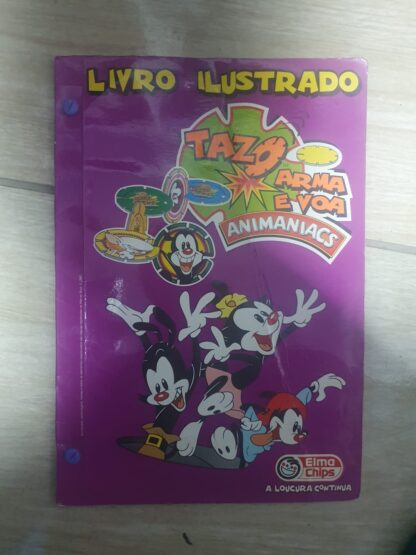 LIVRO ILUSTRADO
TAZO
ARMA
E VOA
ANIMANIACS
Elma
Chips
A LOUCURA CONTINUA